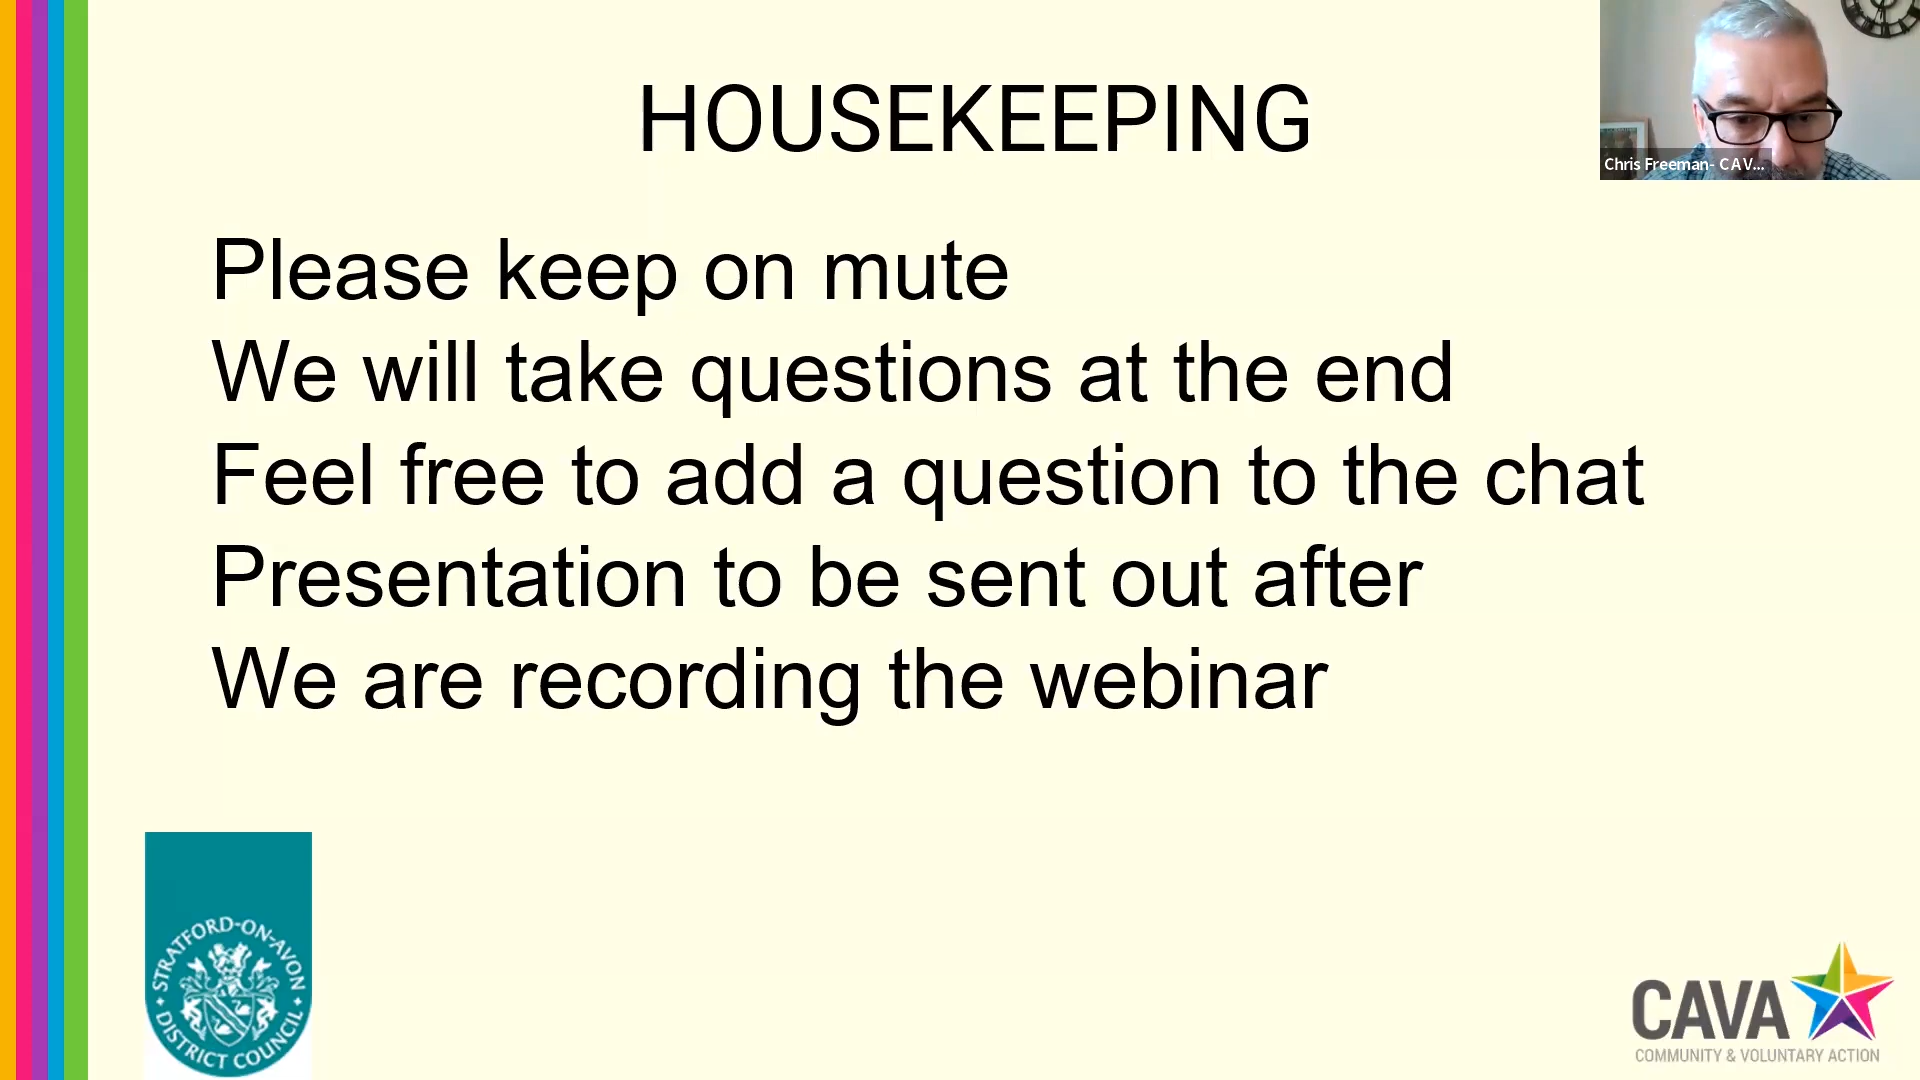 HOUSEKEEPING
Chris Freeman- CAV...
Please keep on mute
We will take questions at the end
Feel free to add a question to the chat
Presentation to be sent out after
We are recording the webinar
STRATFORD-ON-AVON
DISTRICT COUNCIL
CAVA
COMMUNITY & VOLUNTARY ACTION